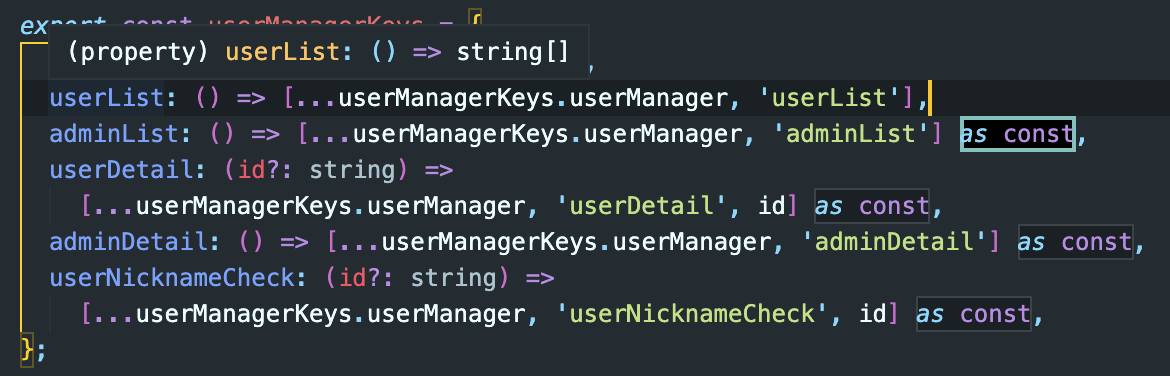 export const userManagerKeys = {
(property) userList: () => string[]
userList: () => [...userManagerKeys.userManager, 'userList'],
adminList: () => [...userManagerKeys.userManager, 'adminList'] as const,
userDetail: (id?: string) =>
[...userManagerKeys.userManager, 'userDetail', id] as const,
adminDetail: () => [...userManagerKeys.userManager, 'adminDetail'] as const,
userNicknameCheck: (id?: string) =>
[...userManagerKeys.userManager, 'userNicknameCheck', id] as const,
};